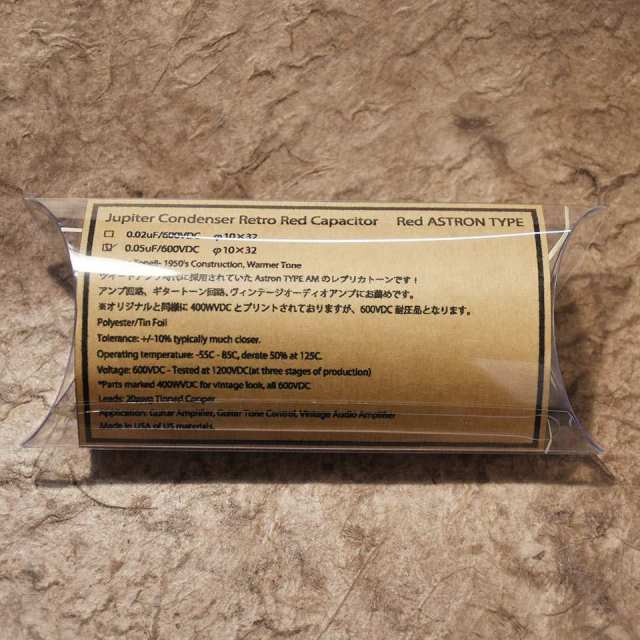 Jupiter Condenser Retro Red Capacitor Red ASTRON TYPE
☐ 0.02uF/600VDC φ10×32
☑ 0.05uF/600VDC φ10×32
1950's Construction, Warmer Tone
に採用されていた Astron TYPE AM のレプリカトーンです！
アンプ回路、ギタートーン回路、ヴィンテージオーディオアンプにお薦めです。
※オリジナルと同様に 400WVDC とプリントされておりますが、600VDC 耐圧品となります。
Polyester/Tin Foil
Tolerance: +/-10% typically much closer.
Operating temperature: -55C - 85C, derate 50% at 125C.
Voltage: 600VDC - Tested at 1200VDC(at three stages of production)
*Parts marked 400WVDC for vintage look, all 600VDC
Leads: 20awg Tinned Copper
Application: Guitar Amplifier, Guitar Tone Control, Vintage Audio Amplifier
Made in USA of US materials.